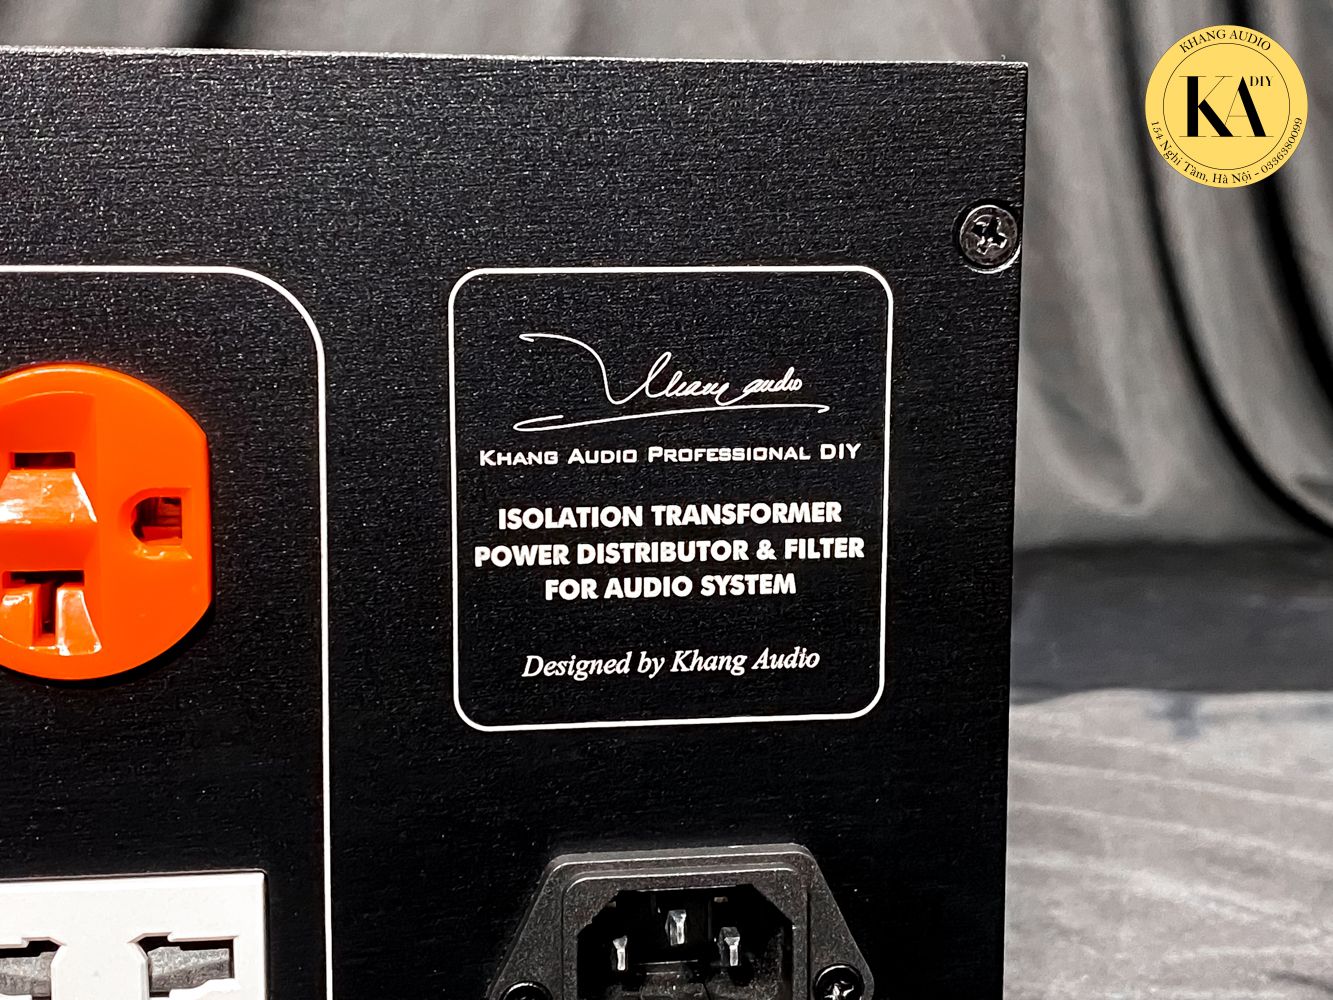 KHANG AUDIO
KA DIY
154 Nghi Tàm, Hà Nội - 0336380099
Khang audio
KHANG AUDIO PROFESSIONAL DIY
ISOLATION TRANSFORMER
POWER DISTRIBUTOR & FILTER
FOR AUDIO SYSTEM
Designed by Khang Audio